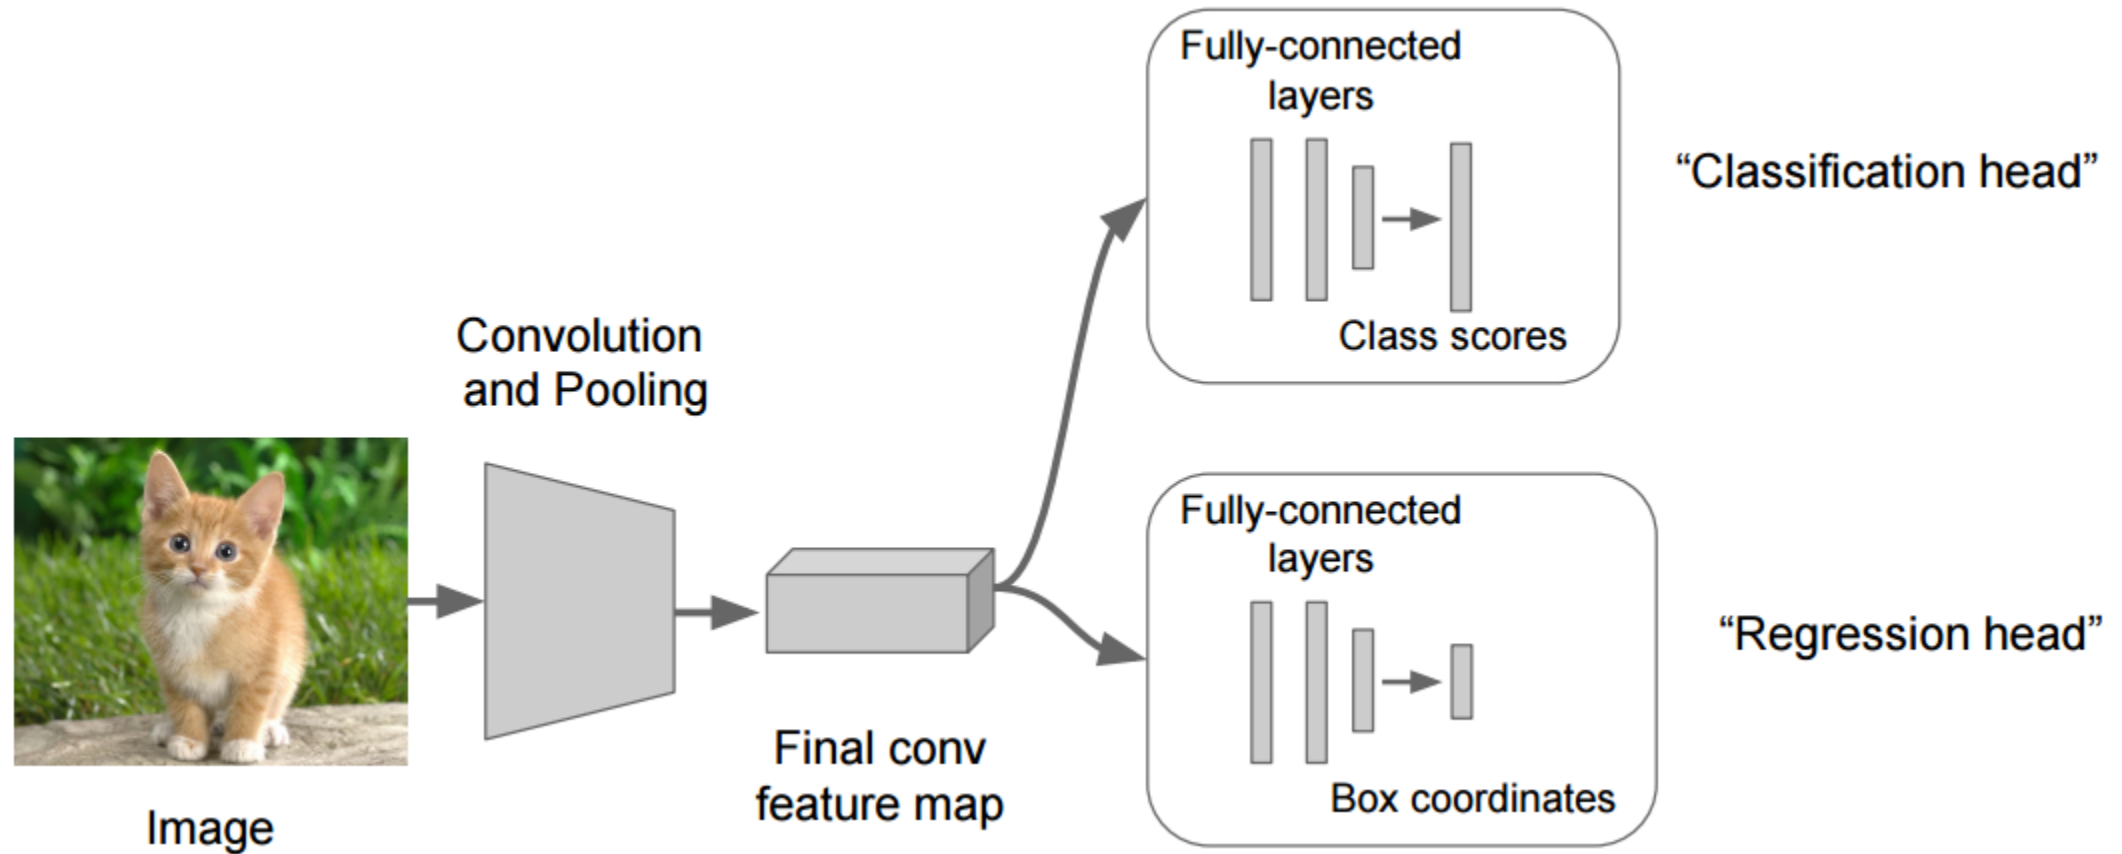 Fully-connected
layers
Class scores
“Classification head”
Convolution
and Pooling
Image
Final conv
feature map
Fully-connected
layers
Box coordinates
“Regression head”